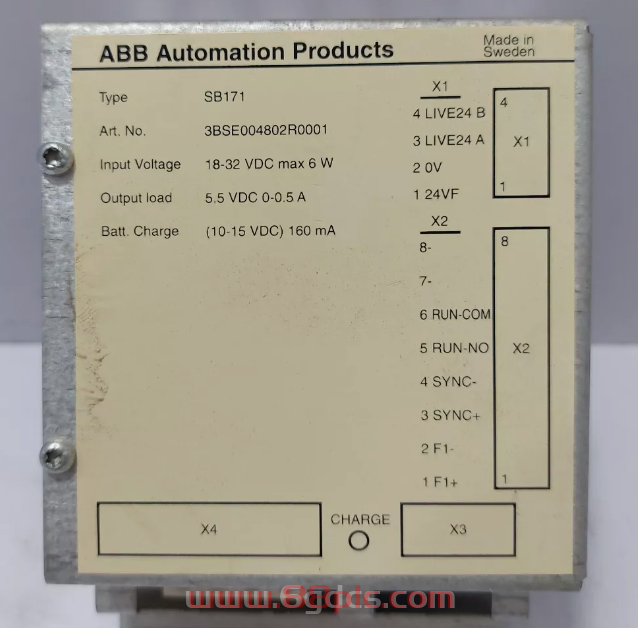 ABB Automation Products
Made in
Sweden
Type SB171
Art. No. 3BSE004802R0001
Input Voltage 18-32 VDC max 6 W
Output load 5.5 VDC 0-0.5 A
Batt. Charge (10-15 VDC) 160 mA
X1
4 LIVE24 B
3 LIVE24 A
2 0V
1 24VF
4
X1
1
X2
8-
7-
6 RUN-COM
5 RUN-NO
4 SYNC-
3 SYNC+
2 F1-
1 F1+
8
X2
1
X4
CHARGE
X3